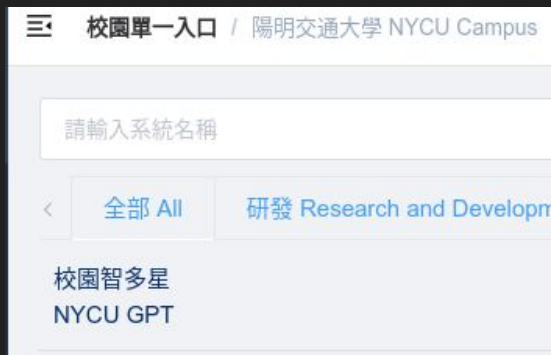 校園單一入口 / 陽明交通大學 NYCU Campus
請輸入系統名稱
全部 All 研發 Research and
校園智多星
NYCU GPT